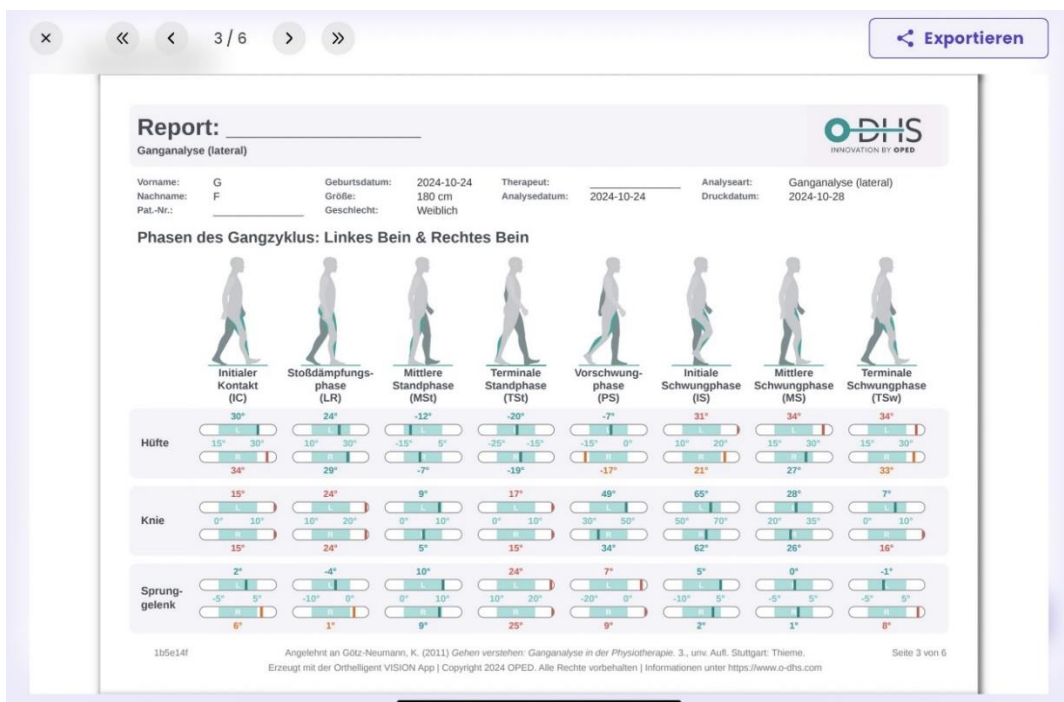 × « ‹ 3 / 6 › » Exportieren
Report: ____________________
Ganganalyse (lateral)
O-DHS
INNOVATION BY OPED
Vorname: G Geburtsdatum: 2024-10-24 Therapeut: ____________ Analyseart: Ganganalyse (lateral)
Nachname: F Größe: 180 cm Analysedatum: 2024-10-24 Druckdatum: 2024-10-28
Pat.-Nr.: ____________ Geschlecht: Weiblich
Phasen des Gangzyklus: Linkes Bein & Rechtes Bein
Initialer Stoßdämpfungs- Mittlere Terminale Vorschwung- Initiale Mittlere Terminale
Kontakt phase Standphase Standphase phase Schwungphase Schwungphase Schwungphase
(IC) (LR) (MSt) (TSt) (PS) (IS) (MS) (TSw)
30° 24° -12° -20° -7° 31° 34° 34°
L L L L L L L L
Hüfte 15° 30° 10° 30° -15° 5° -25° -15° -15° 0° 10° 20° 15° 30° 15° 30°
R R R R R R R R
34° 29° -7° -19° -17° 21° 27° 33°
15° 24° 9° 17° 49° 65° 28° 7°
L L L L L L L L
Knie 0° 10° 10° 20° 0° 10° 0° 10° 30° 50° 50° 70° 20° 35° 0° 10°
R R R R R R R R
15° 24° 5° 15° 34° 62° 26° 16°
2° -4° 10° 24° 7° 5° 0° -1°
L L L L L L L L
Sprung-
gelenk -5° 5° -10° 0° 0° 10° 10° 20° -20° 0° -10° 5° -5° 5° -5° 5°
R R R R R R R R
6° 1° 9° 25° 9° 2° 1° 8°
1b5e14f Angelehnt an Götz-Neumann, K. (2011) Gehen verstehen: Ganganalyse in der Physiotherapie. 3., unv. Aufl. Stuttgart: Thieme. Seite 3 von 6
Erzeugt mit der Orthelligent VISION App | Copyright 2024 OPED. Alle Rechte vorbehalten | Informationen unter https://www.o-dhs.com